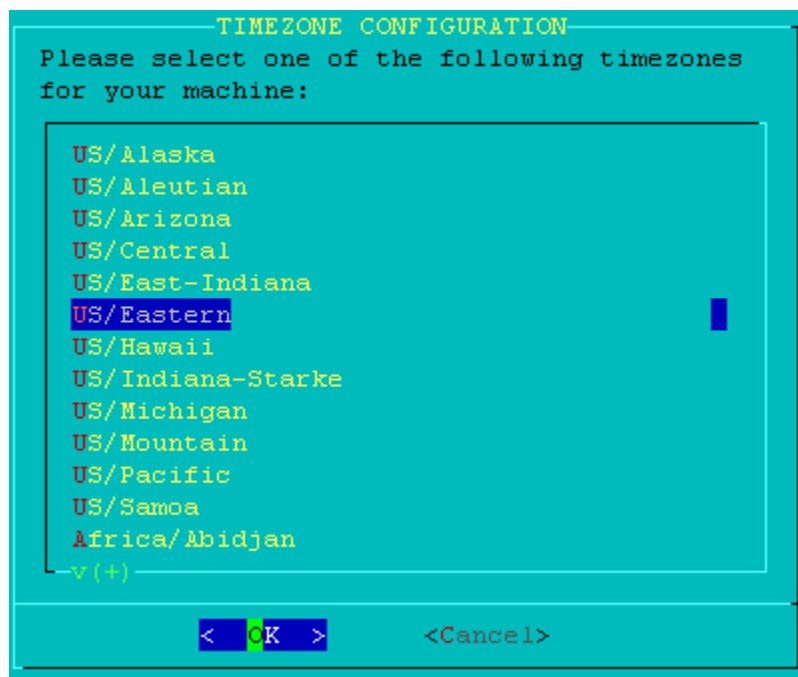 TIMEZONE CONFIGURATION
Please select one of the following timezones
for your machine:
US/Alaska
US/Aleutian
US/Arizona
US/Central
US/East-Indiana
US/Eastern
US/Hawaii
US/Indiana-Starke
US/Michigan
US/Mountain
US/Pacific
US/Samoa
Africa/Abidjan
v(+)
< OK > <Cancel>